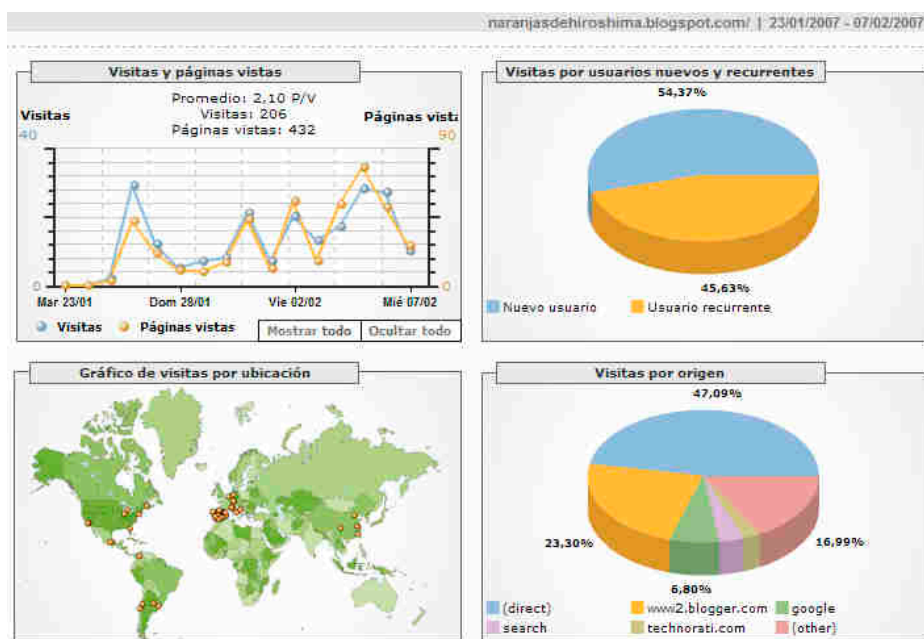 naranjasdehiroshima.blogspot.com/ | 23/01/2007 - 07/02/2007
Visitas y páginas vistas
Promedio: 2,10 P/V
Visitas: 206
Páginas vistas: 432
Visitas
Páginas vista
40
90
0
0
Mar 23/01
Dom 28/01
Vie 02/02
Mié 07/02
Visitas
Páginas vistas
Mostrar todo
Ocultar todo
Visitas por usuarios nuevos y recurrentes
54,37%
45,63%
Nuevo usuario
Usuario recurrente
Gráfico de visitas por ubicación
Visitas por origen
47,09%
23,30%
16,99%
6,80%
(direct)
www2.blogger.com
google
search
technorati.com
(other)